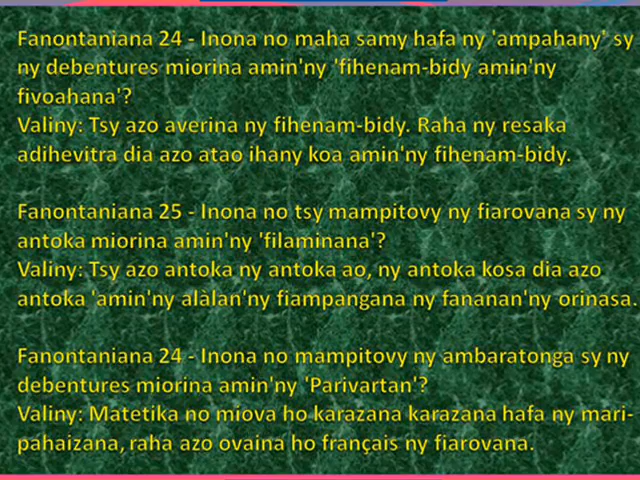 Fanontaniana 24 - Inona no maha samy hafa ny 'ampahany' sy
ny debentures miorina amin'ny 'fihenam-bidy amin'ny
fivoahana'?
Valiny: Tsy azo averina ny fihenam-bidy. Raha ny resaka
adihevitra dia azo atao ihany koa amin'ny fihenam-bidy.
Fanontaniana 25 - Inona no tsy mampitovy ny fiarovana sy ny
antoka miorina amin'ny 'filaminana'?
Valiny: Tsy azo antoka ny antoka ao, ny antoka kosa dia azo
antoka 'amin'ny alàlan'ny fiampangana ny fananan'ny orinasa.
Fanontaniana 24 - Inona no mampitovy ny ambaratonga sy ny
debentures miorina amin'ny 'Parivartan'?
Valiny: Matetika no miova ho karazana karazana hafa ny mari-
pahaizana, raha azo ovaina ho français ny fiarovana.